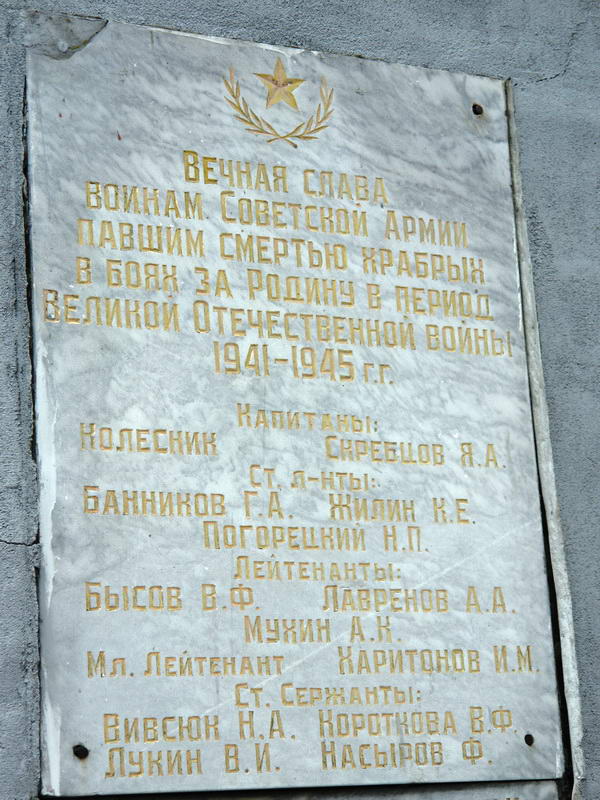 Вечная слава
воинам Советской Армии
павшим смертью храбрых
в боях за Родину в период
Великой Отечественной войны
1941-1945 г.г.
Капитаны:
Колесник Скребцов Я.А.
Ст. л-нты:
Банников Г.А. Жилин К.Е.
Погорецкий Н.П.
Лейтенанты:
Бысов В.Ф. Лавренов А.А.
Мухин А.К.
Мл. Лейтенант Харитонов И.М.
Ст. Сержанты:
Вивсюк Н.А. Короткова В.Ф.
Лукин В.И. Насыров Ф.